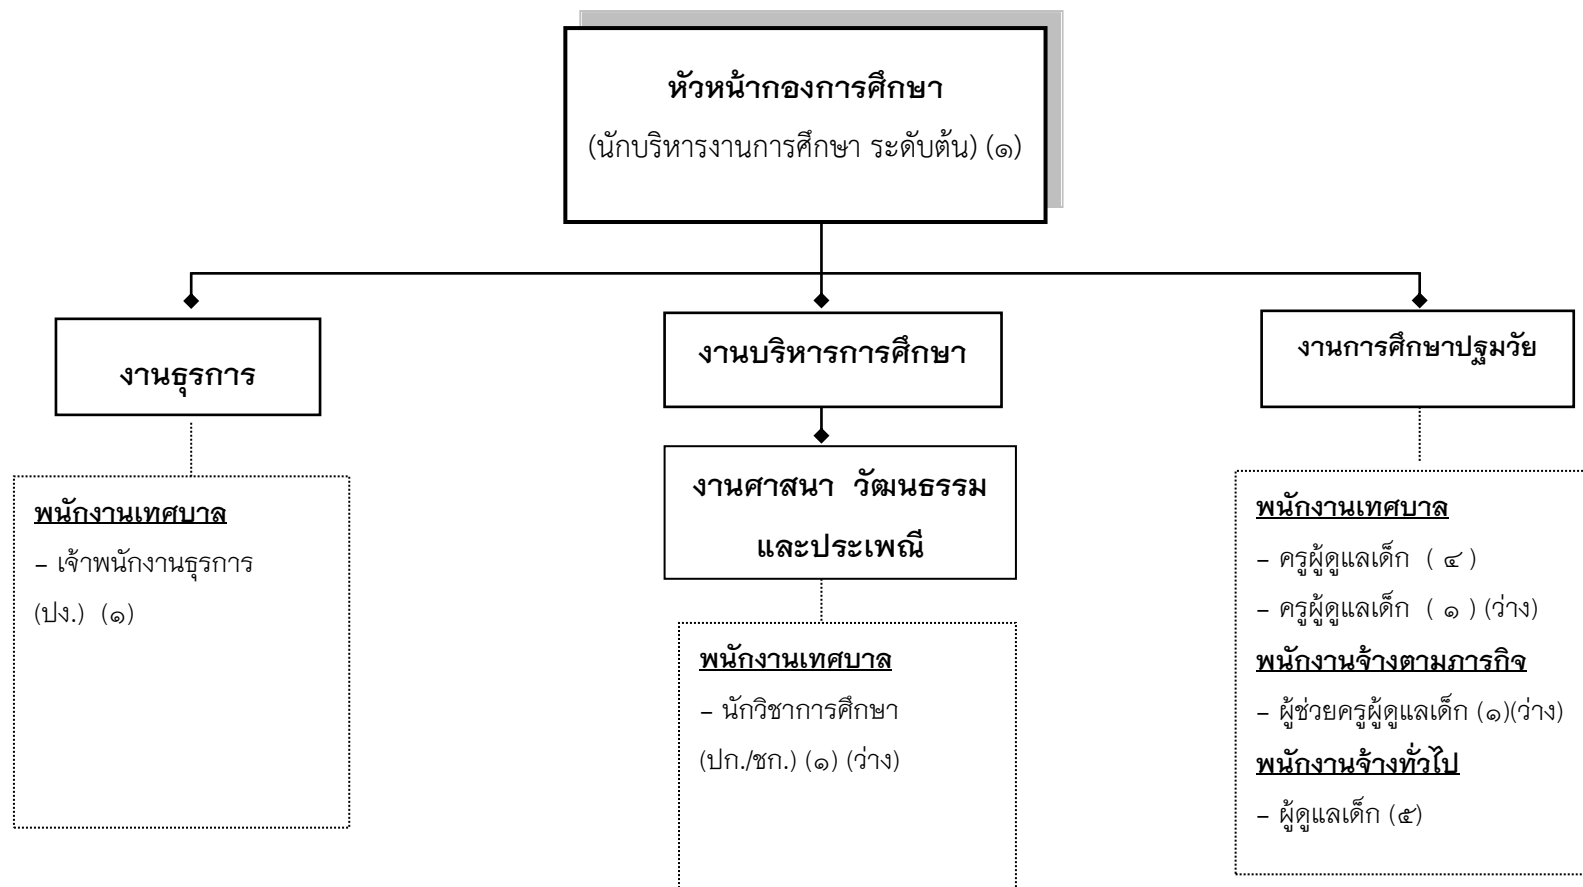 หัวหน้ากองการศึกษา
(นักบริหารงานการศึกษา ระดับต้น) (๑)
งานธุรการ
พนักงานเทศบาล
– เจ้าพนักงานธุรการ
(ปง.) (๑)
งานบริหารการศึกษา
งานศาสนา วัฒนธรรม
และประเพณี
พนักงานเทศบาล
– นักวิชาการศึกษา
(ปก./ชก.) (๑) (ว่าง)
งานการศึกษาปฐมวัย
พนักงานเทศบาล
– ครูผู้ดูแลเด็ก ( ๔ )
– ครูผู้ดูแลเด็ก ( ๑ ) (ว่าง)
พนักงานจ้างตามภารกิจ
– ผู้ช่วยครูผู้ดูแลเด็ก (๑)(ว่าง)
พนักงานจ้างทั่วไป
– ผู้ดูแลเด็ก (๕)